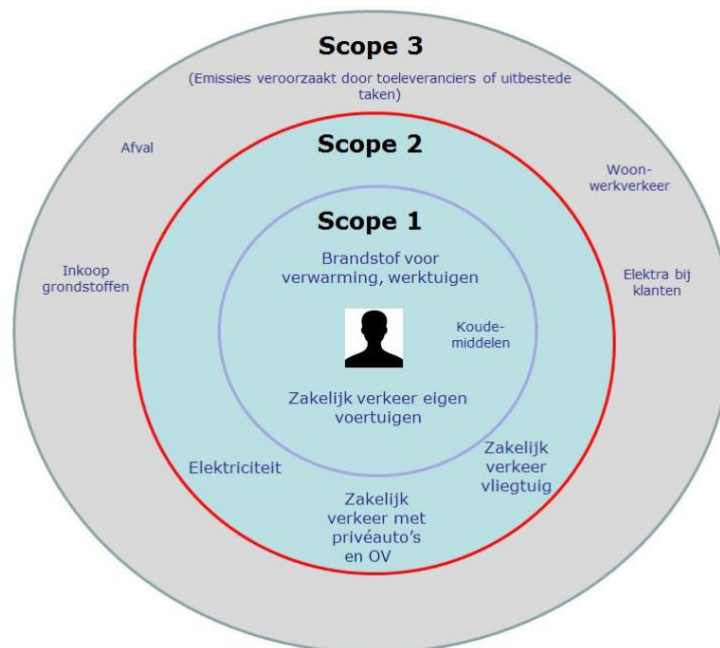 Scope 3
(Emissies veroorzaakt door toeleveranciers of uitbestede
taken)
Afval
Scope 2
Woon-
werkverkeer
Scope 1
Brandstof voor
verwarming, werktuigen
Inkoop
grondstoffen
Elektra bij
klanten
Koude-
middelen
Zakelijk verkeer eigen
voertuigen
Elektriciteit
Zakelijk
verkeer
vliegtuig
Zakelijk
verkeer met
privéauto’s
en OV